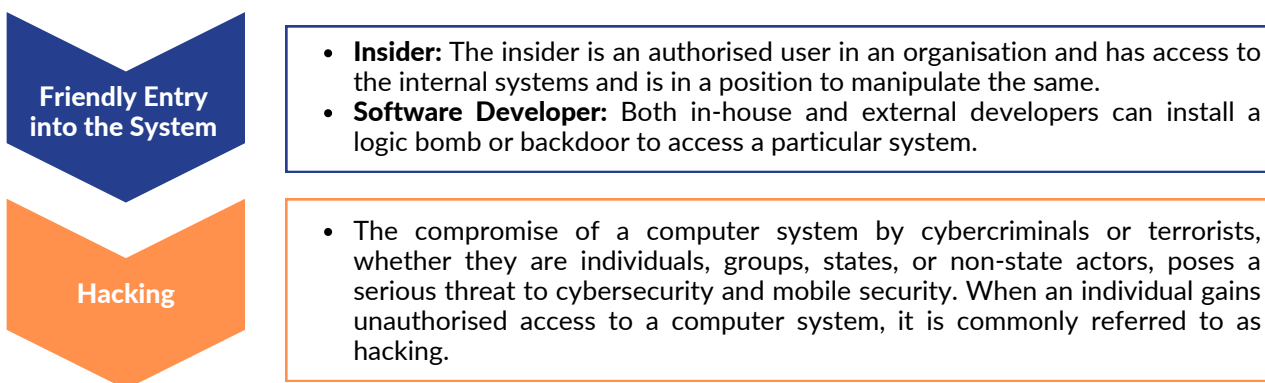 Friendly Entry
into the System
• Insider: The insider is an authorised user in an organisation and has access to
the internal systems and is in a position to manipulate the same.
• Software Developer: Both in-house and external developers can install a
logic bomb or backdoor to access a particular system.
Hacking
• The compromise of a computer system by cybercriminals or terrorists,
whether they are individuals, groups, states, or non-state actors, poses a
serious threat to cybersecurity and mobile security. When an individual gains
unauthorised access to a computer system, it is commonly referred to as
hacking.